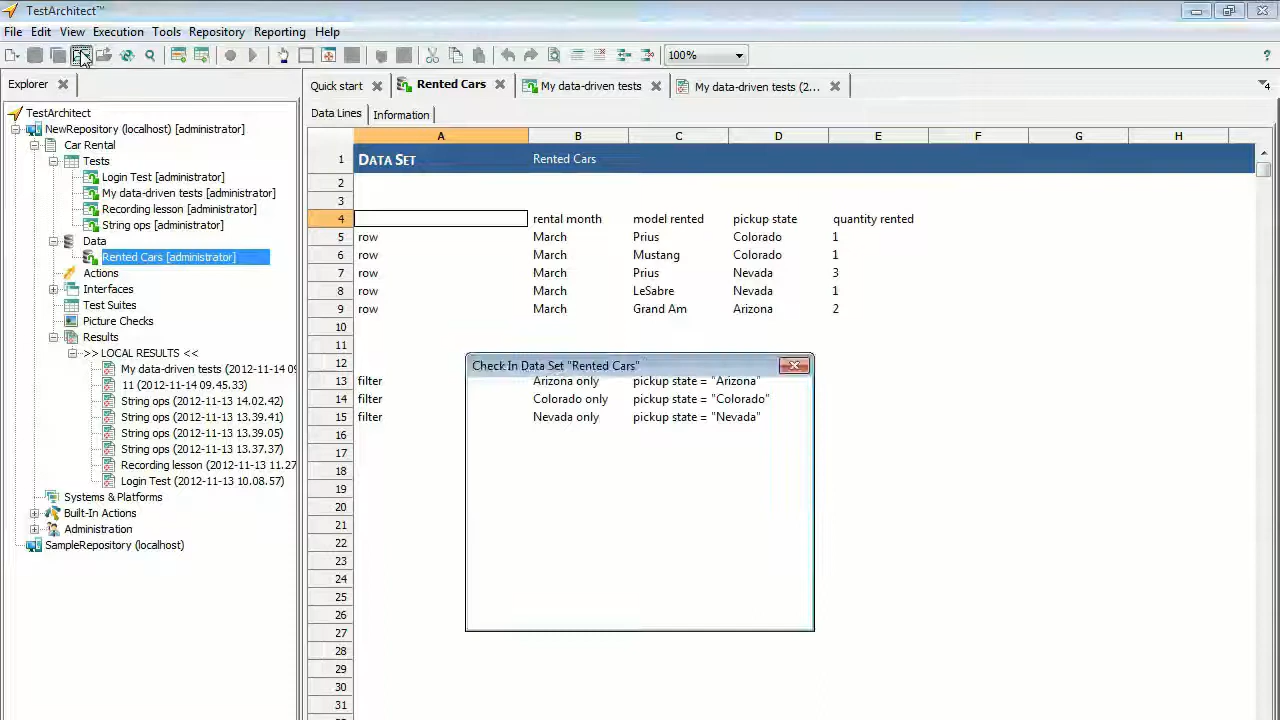 TestArchitect™
File Edit View Execution Tools Repository Reporting Help
100%
?
Explorer
Quick start Rented Cars My data-driven tests My data-driven tests (2... 4
Data Lines Information
TestArchitect
NewRepository (localhost) [administrator]
Car Rental
Tests
Login Test [administrator]
My data-driven tests [administrator]
Recording lesson [administrator]
String ops [administrator]
Data
Rented Cars [administrator]
Actions
Interfaces
Test Suites
Picture Checks
Results
>> LOCAL RESULTS <<
My data-driven tests (2012-11-14 09
11 (2012-11-14 09.45.33)
String ops (2012-11-13 14.02.42)
String ops (2012-11-13 13.39.41)
String ops (2012-11-13 13.39.05)
String ops (2012-11-13 13.37.37)
Recording lesson (2012-11-13 11.27
Login Test (2012-11-13 10.08.57)
Systems & Platforms
Built-In Actions
Administration
SampleRepository (localhost)
A B C D E F G H
1 DATA SET Rented Cars
2
3
4 rental month model rented pickup state quantity rented
5 row March Prius Colorado 1
6 row March Mustang Colorado 1
7 row March Prius Nevada 3
8 row March LeSabre Nevada 1
9 row March Grand Am Arizona 2
10
11
12
Check In Data Set "Rented Cars"
13 filter Arizona only pickup state = "Arizona"
14 filter Colorado only pickup state = "Colorado"
15 filter Nevada only pickup state = "Nevada"
16
17
18
19
20
21
22
23
24
25
26
27
28
29
30
31